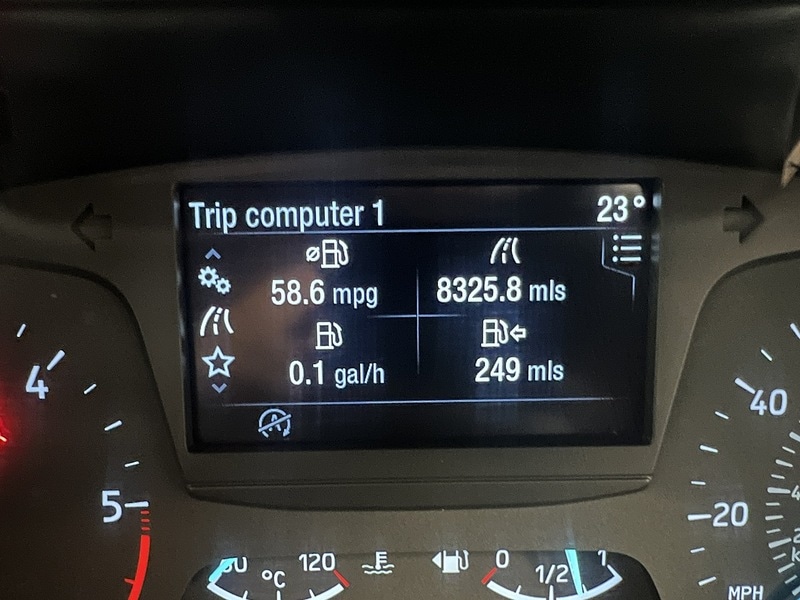 Trip computer 1 23°
58.6 mpg 8325.8 mls
0.1 gal/h 249 mls
A
4
40
5
20
120 0 1
°C 1/2
MPH